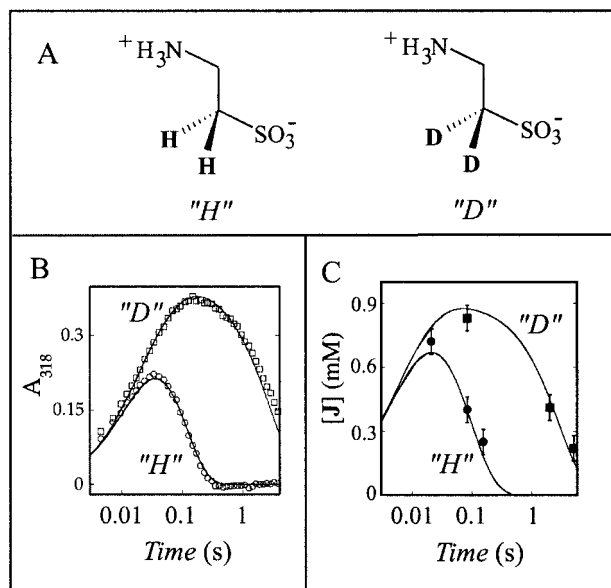 A
+
H₃N
H
H
SO₃⁻
"H"
+
H₃N
D
D
SO₃⁻
"D"
B
"D"
"H"
A₃₁₈
0.3
0.15
0
0.01
0.1
1
Time (s)
C
"D"
"H"
[J] (mM)
0.9
0.6
0.3
0
0.01
0.1
1
Time (s)